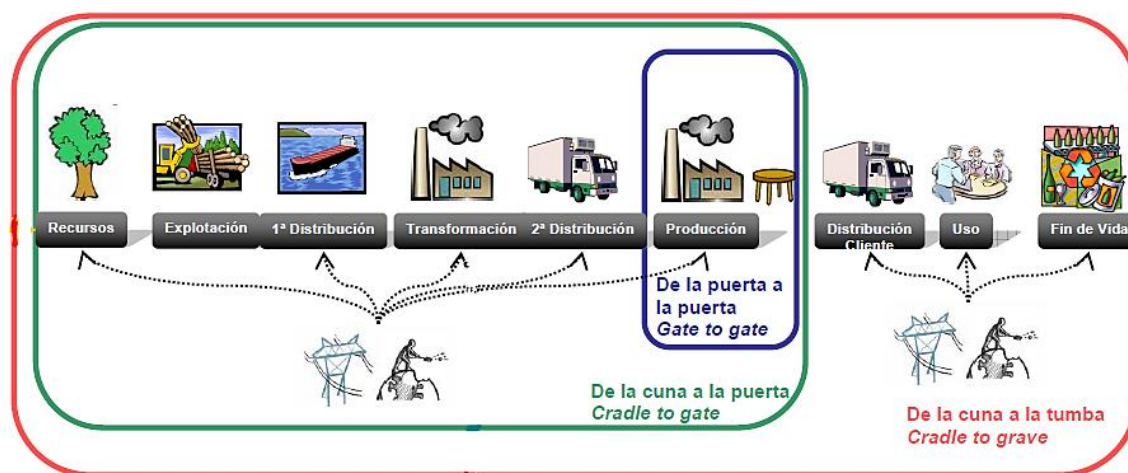 Recursos
Explotación
1ª Distribución
Transformación
2ª Distribución
Producción
Distribución
Cliente
Uso
Fin de Vida
De la puerta a
la puerta
Gate to gate
De la cuna a la puerta
Cradle to gate
De la cuna a la tumba
Cradle to grave